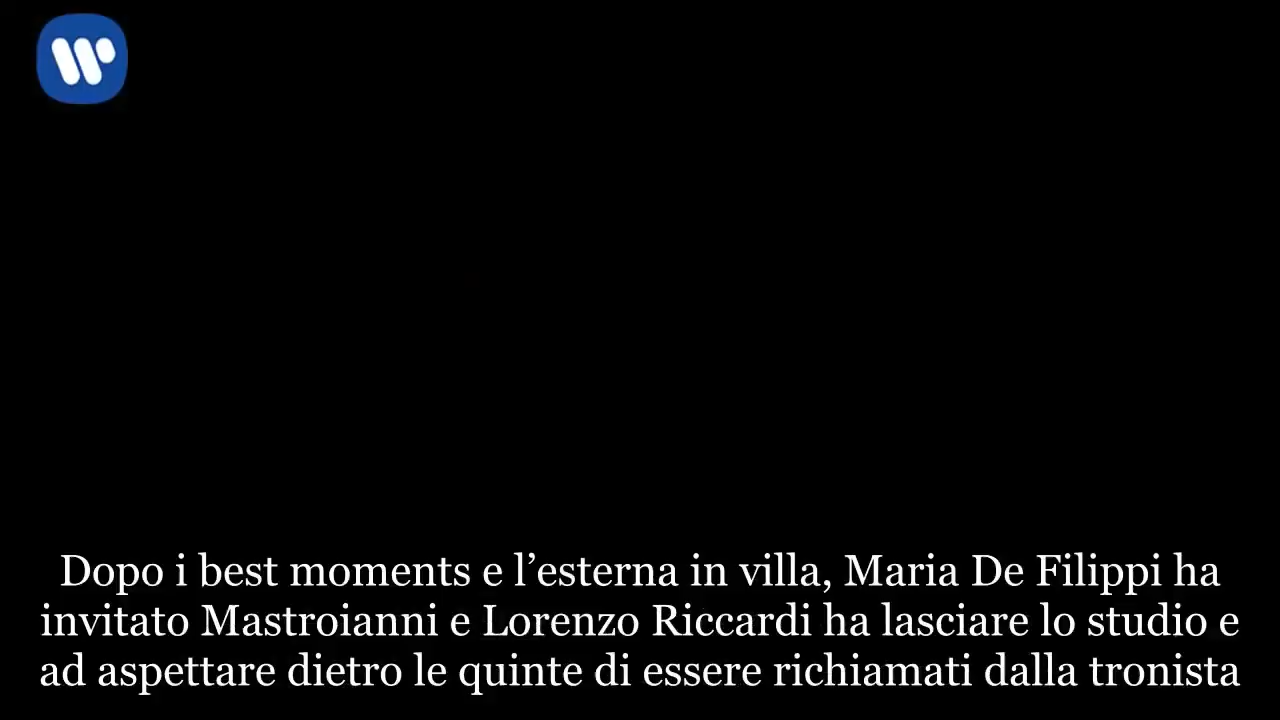 Dopo i best moments e l’esterna in villa, Maria De Filippi ha
invitato Mastroianni e Lorenzo Riccardi ha lasciare lo studio e
ad aspettare dietro le quinte di essere richiamati dalla tronista